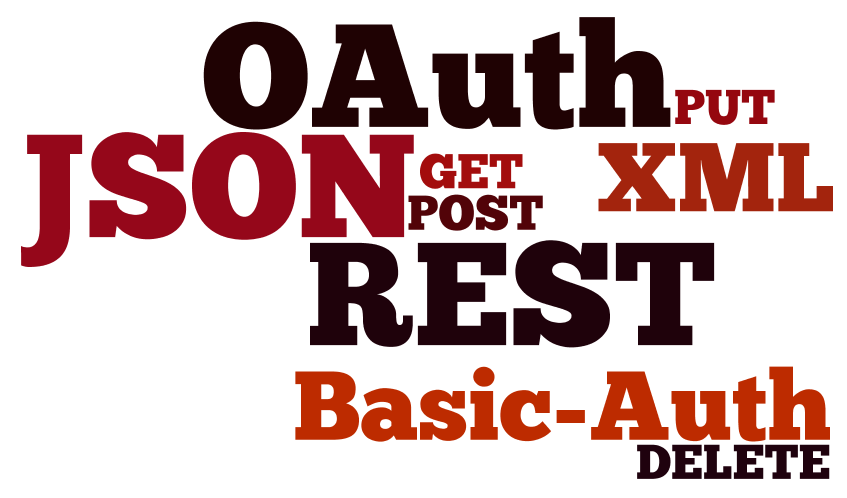 OAuth
PUT
JSON
GET
XML
POST
REST
Basic-Auth
DELETE